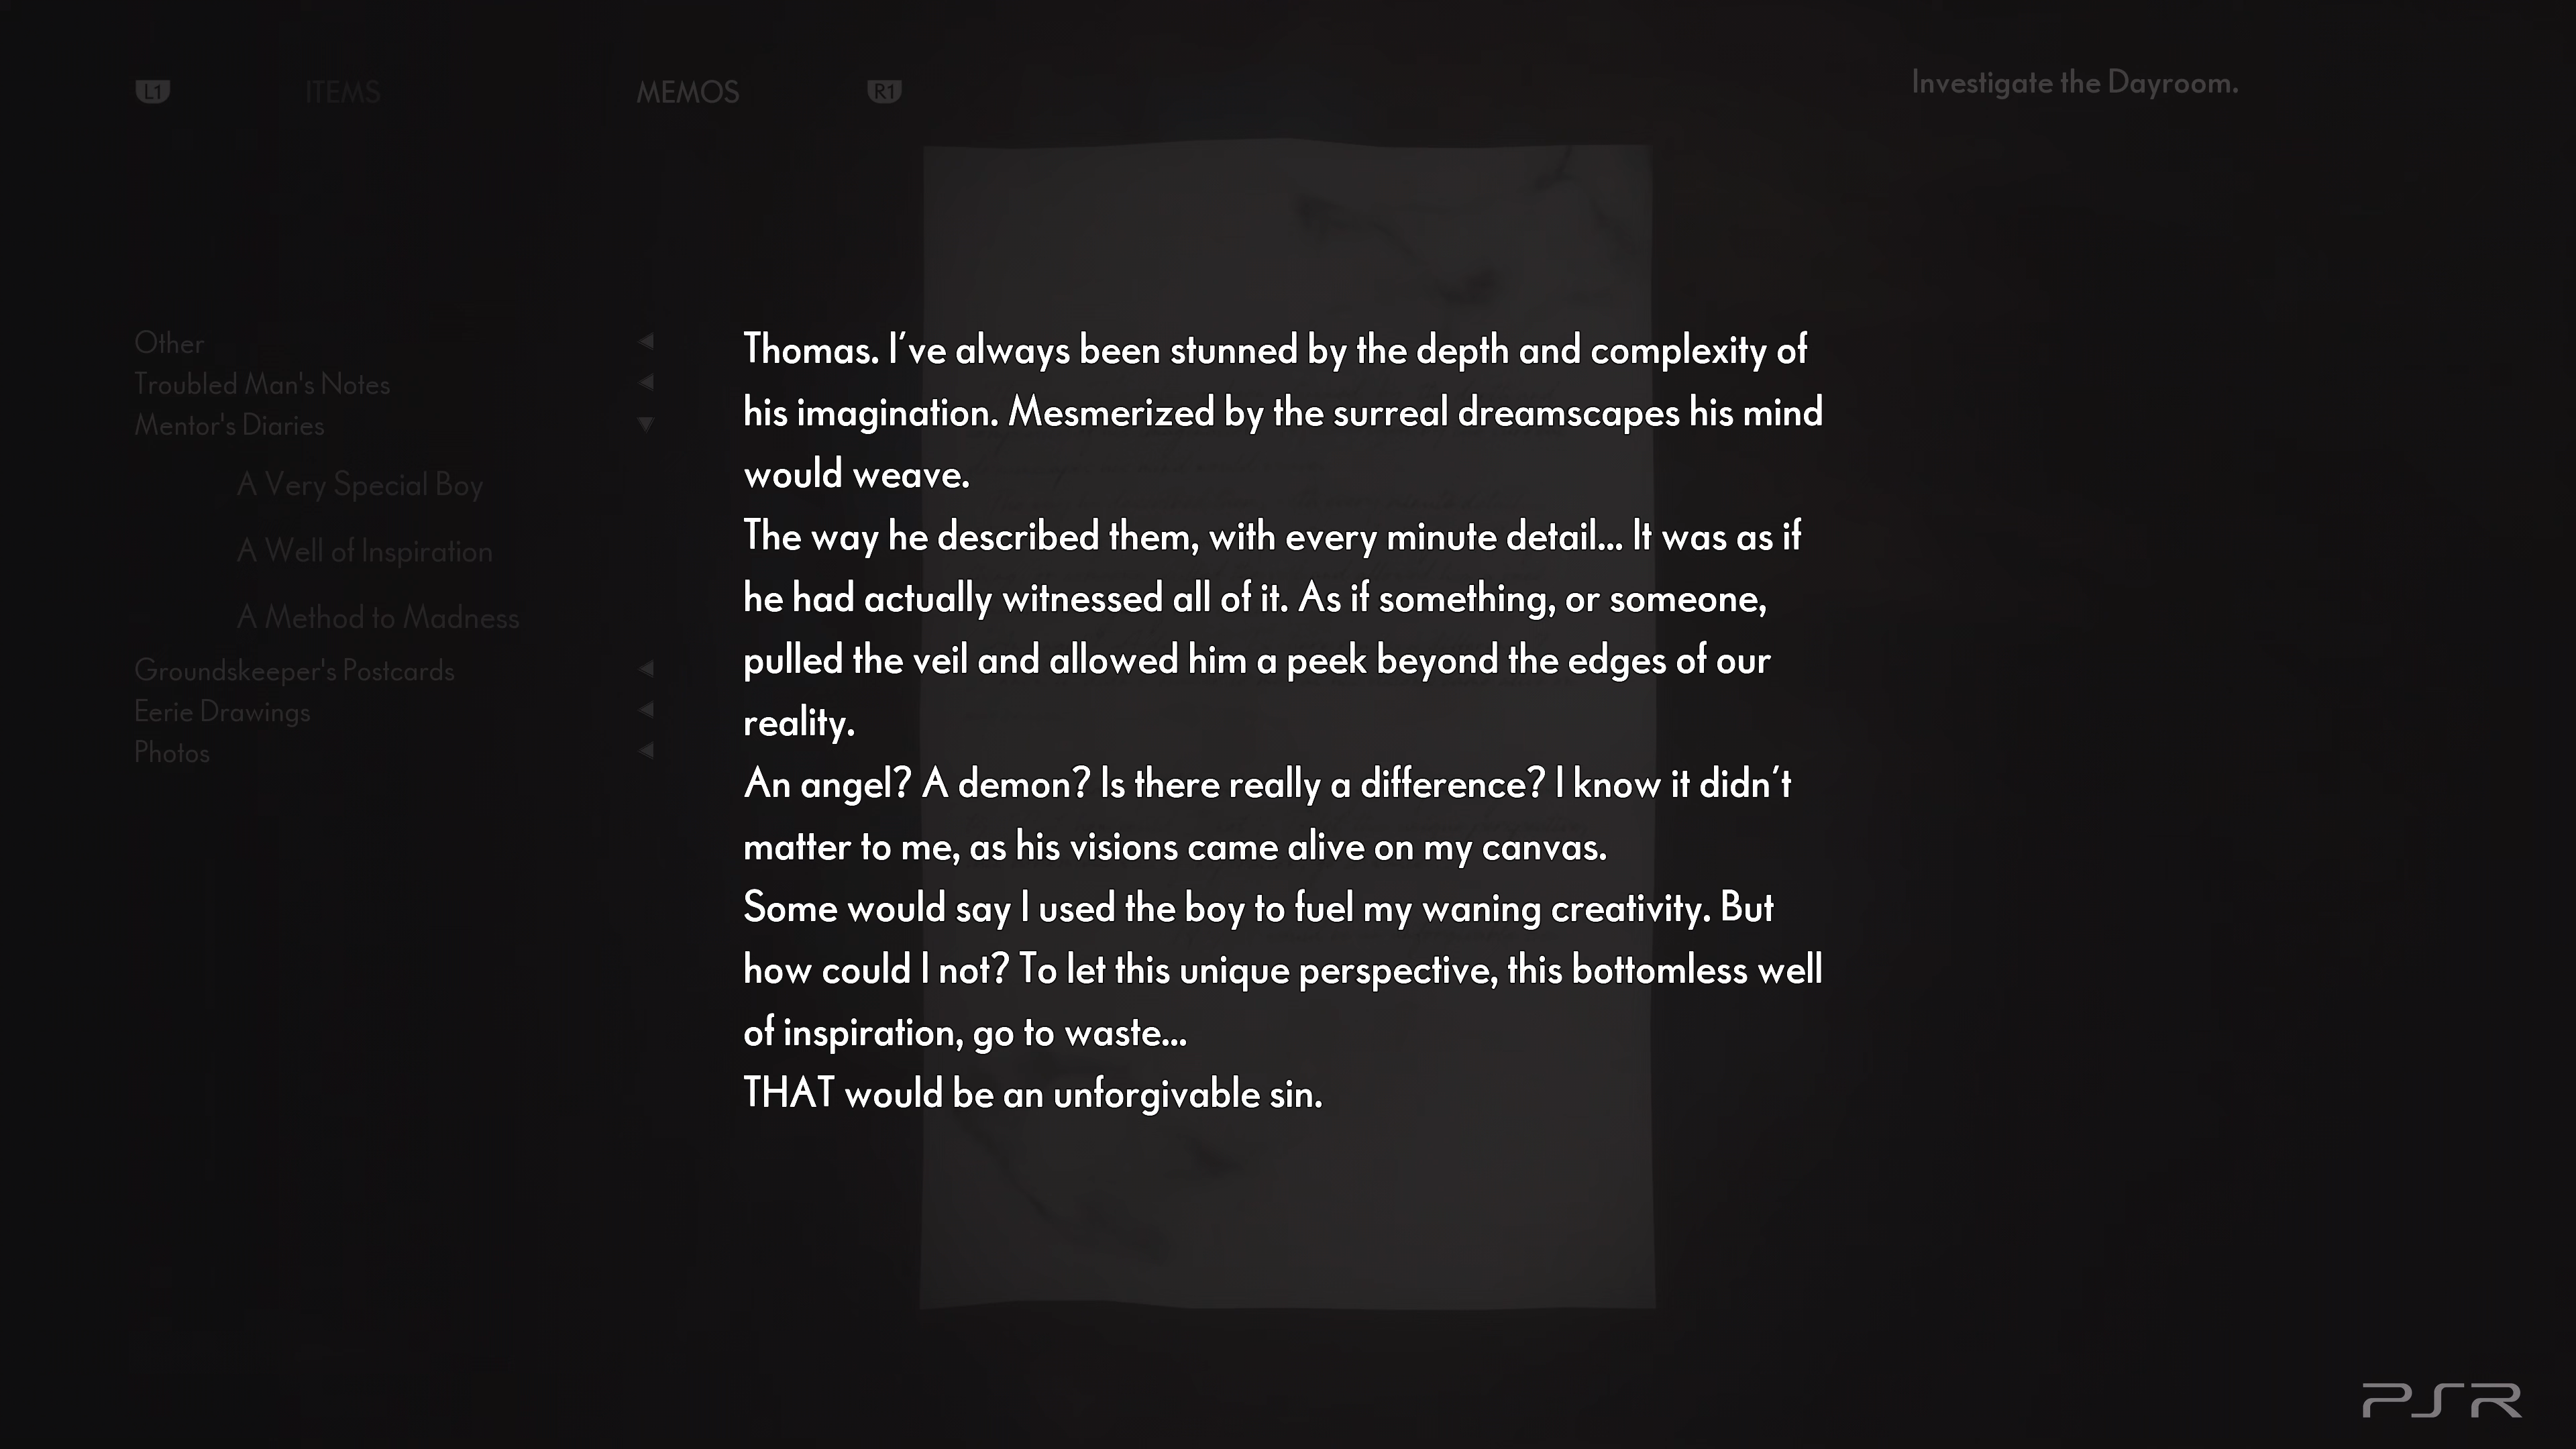 L1
ITEMS
MEMOS
R1
Investigate the Dayroom.
Other
Troubled Man's Notes
Mentor's Diaries
A Very Special Boy
A Well of Inspiration
A Method to Madness
Groundskeeper's Postcards
Eerie Drawings
Photos
Thomas. I've always been stunned by the depth and complexity of
his imagination. Mesmerized by the surreal dreamscapes his mind
would weave.
The way he described them, with every minute detail... It was as if
he had actually witnessed all of it. As if something, or someone,
pulled the veil and allowed him a peek beyond the edges of our
reality.
An angel? A demon? Is there really a difference? I know it didn't
matter to me, as his visions came alive on my canvas.
Some would say I used the boy to fuel my waning creativity. But
how could I not? To let this unique perspective, this bottomless well
of inspiration, go to waste...
THAT would be an unforgivable sin.
PSR